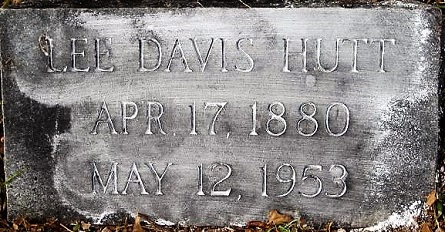 LEE DAVIS HUTT
APR. 17, 1880
MAY 12, 1953